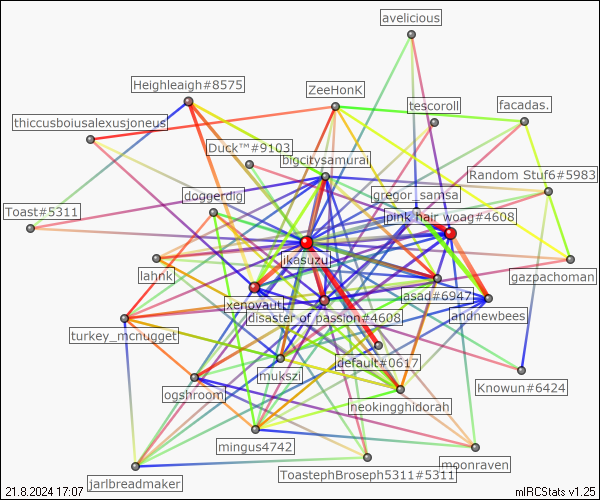 avelicious
Heighleaigh#8575
ZeeHonK
tescoroll
facadas.
thiccusboiusalexusjoneus
Duck™#9103
bigcitysamurai
Random Stuf6#5983
doggerdig
gregor_samsa
Toast#5311
pink hair woag#4608
ikasuzu
lahnk
gazpachoman
xenovaut
asad#6947
disaster of passion#4608
andnewbees
turkey_mcnugget
default#0617
mukszi
Knowun#6424
ogshroom
neokingghidorah
mingus4742
moonraven
ToastephBroseph5311#5311
jarlbreadmaker
21.8.2024 17:07
mIRCStats v1.25